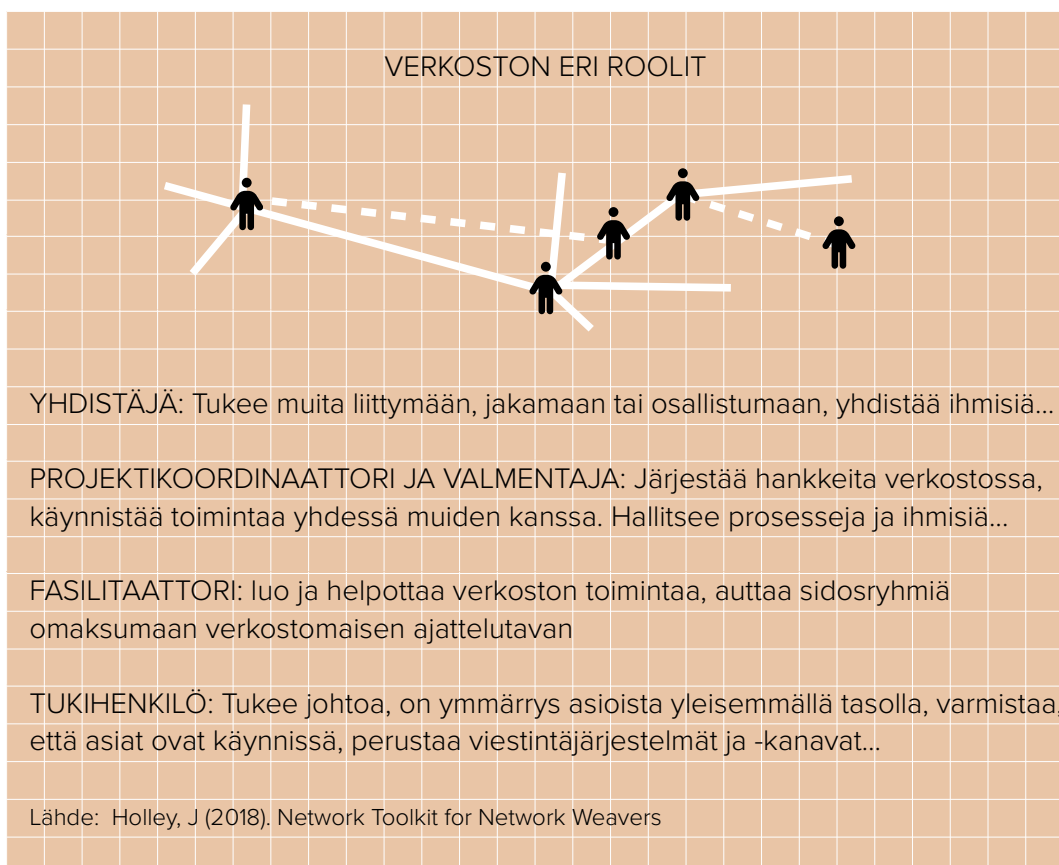 VERKOSTON ERI ROOLIT
YHDISTÄJÄ: Tukee muita liittymään, jakamaan tai osallistumaan, yhdistää ihmisiä...
PROJEKTIKOORDINAATTORI JA VALMENTAJA: Järjestää hankkeita verkostossa,
käynnistää toimintaa yhdessä muiden kanssa. Hallitsee prosesseja ja ihmisiä...
FASILITAATTORI: luo ja helpottaa verkoston toimintaa, auttaa sidosryhmiä
omaksumaan verkostomaisen ajattelutavan
TUKIHENKILÖ: Tukee johtoa, on ymmärrys asioista yleisemmällä tasolla, varmistaa,
että asiat ovat käynnissä, perustaa viestintäjärjestelmät ja -kanavat...
Lähde: Holley, J (2018). Network Toolkit for Network Weavers